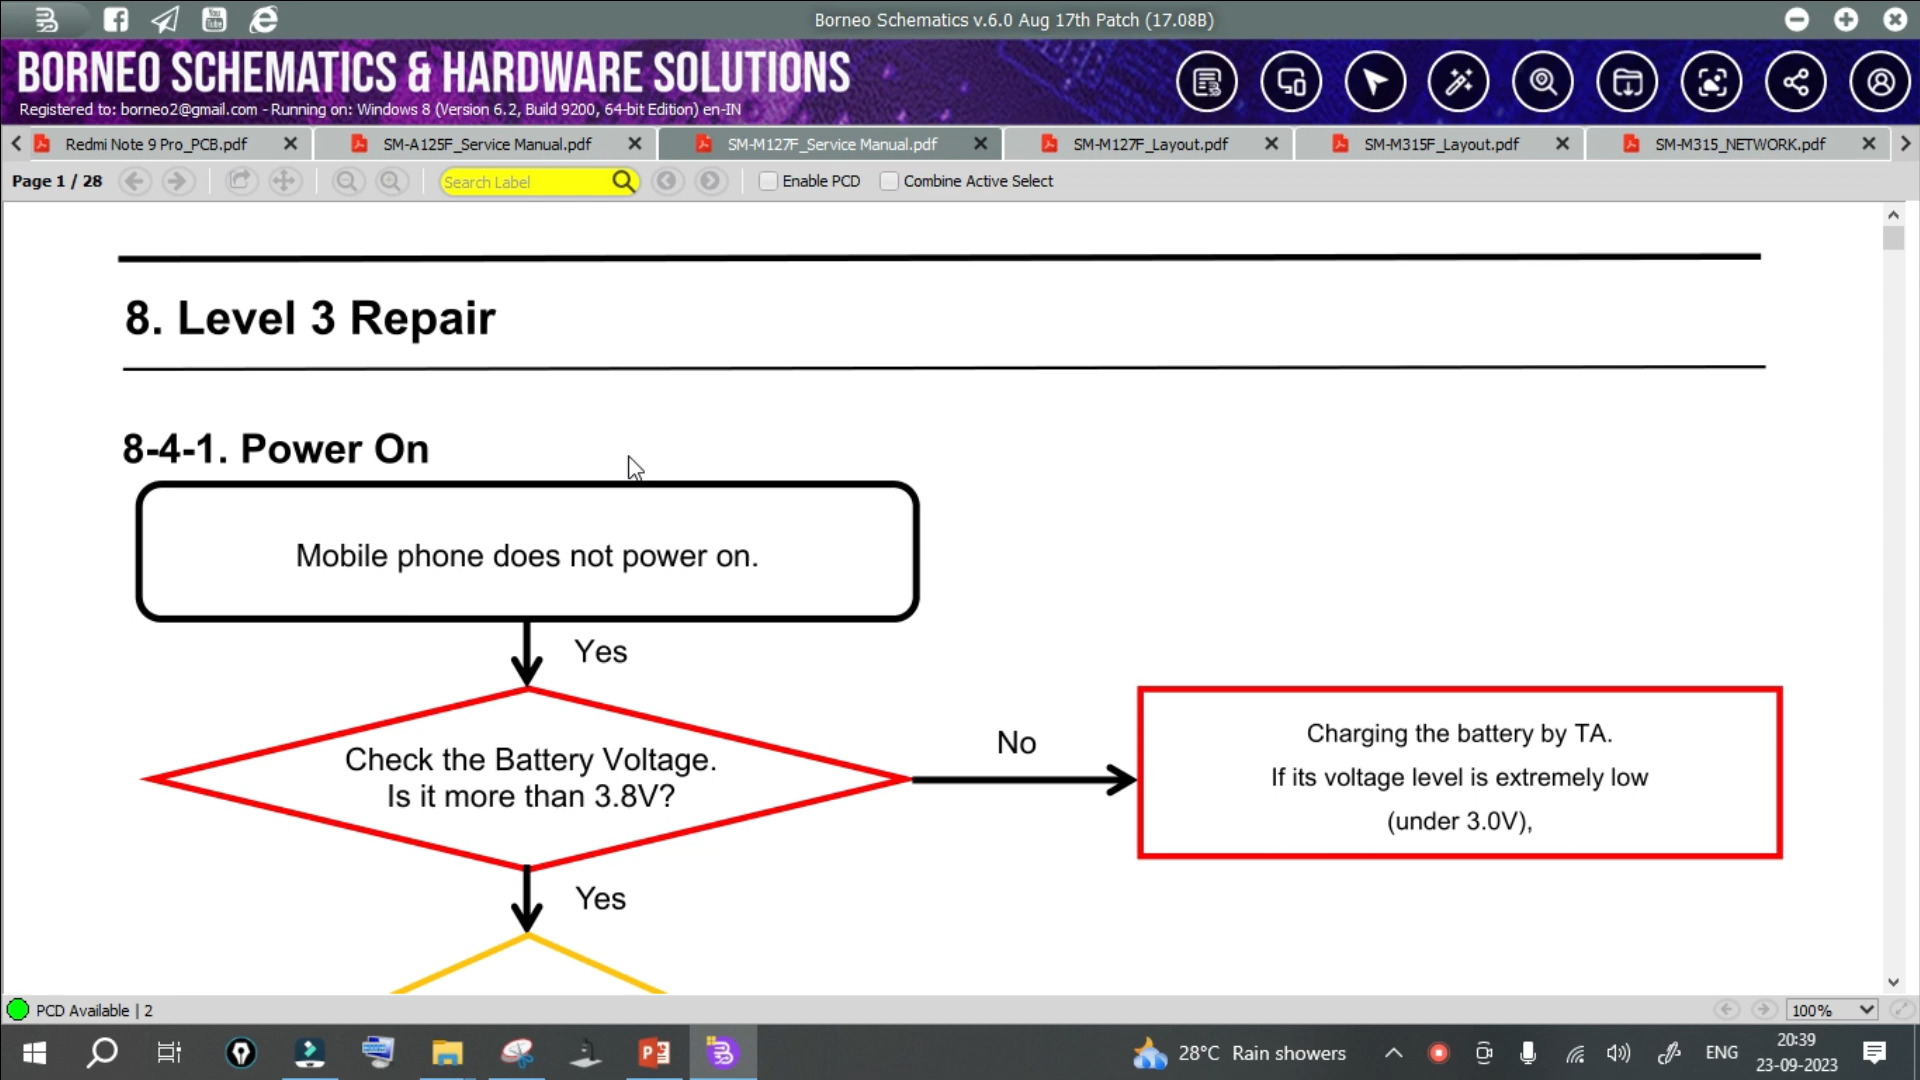 Borneo Schematics v.6.0 Aug 17th Patch (17.08B)
BORNEO SCHEMATICS & HARDWARE SOLUTIONS
Registered to: borneo2@gmail.com - Running on: Windows 8 (Version 6.2, Build 9200, 64-bit Edition) en-IN
Redmi Note 9 Pro_PCB.pdf
SM-A125F_Service Manual.pdf
SM-M127F_Service Manual.pdf
SM-M127F_Layout.pdf
SM-M315F_Layout.pdf
SM-M315_NETWORK.pdf
Page 1 / 28
Search Label
Enable PCD
Combine Active Select
8. Level 3 Repair
8-4-1. Power On
Mobile phone does not power on.
Yes
Check the Battery Voltage.
Is it more than 3.8V?
No
Charging the battery by TA.
If its voltage level is extremely low
(under 3.0V),
Yes
PCD Available | 2
100%
28°C Rain showers
ENG
20:39
23-09-2023